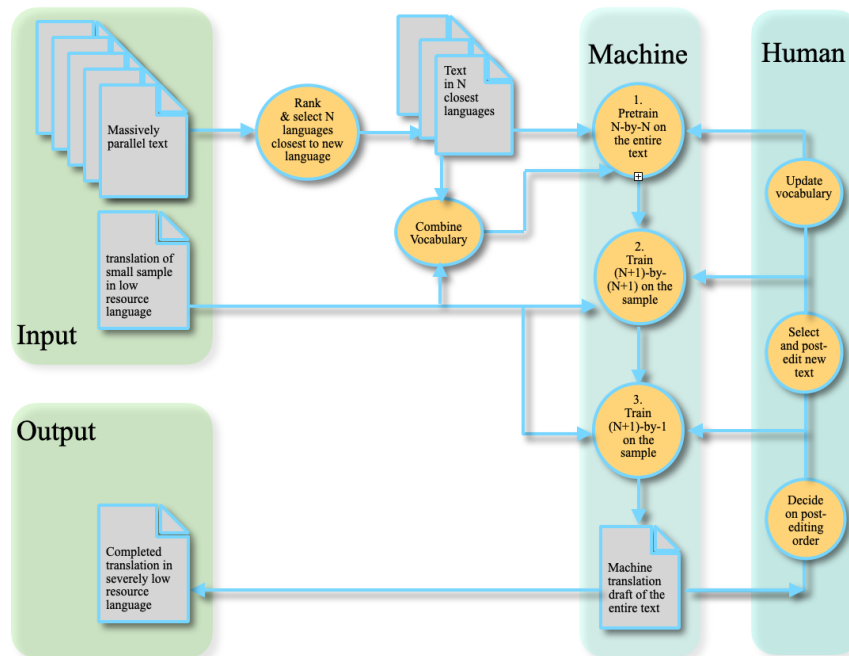 Input
Massively
parallel text
translation of
small sample
in low
resource
language
Rank
& select N
languages
closest to new
language
Text
in N
closest
languages
Combine
Vocabulary
Machine
1.
Pretrain
N-by-N on
the entire
text
2.
Train
(N+1)-by-
(N+1) on the
sample
3.
Train
(N+1)-by-1
on the
sample
Machine
translation
draft of the
entire text
Human
Update
vocabulary
Select
and post-
edit new
text
Decide
on post-
editing
order
Output
Completed
translation in
severely low
resource
language